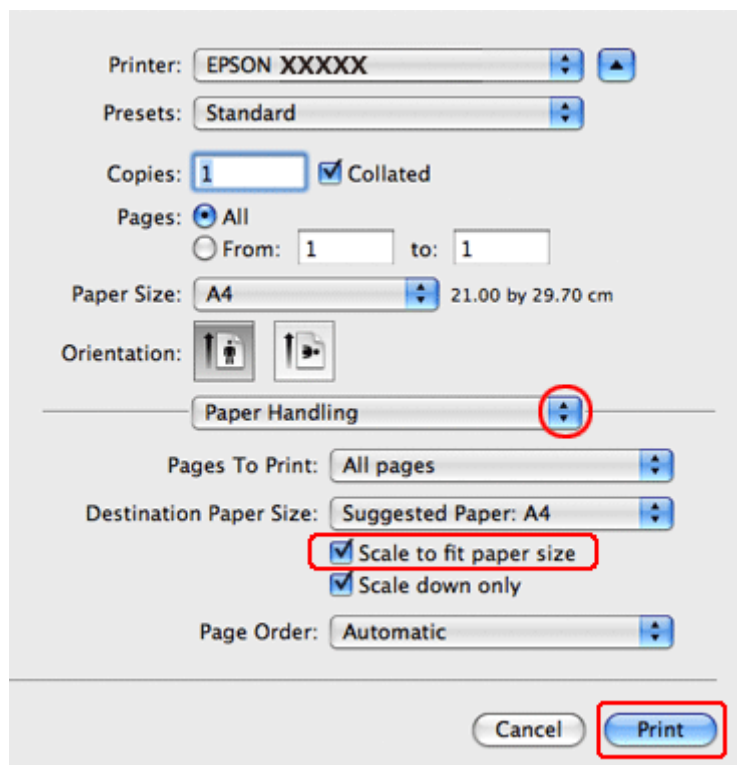 Printer: EPSON XXXXX
Presets: Standard
Copies: 1 Collated
Pages: All
From: 1 to: 1
Paper Size: A4 21.00 by 29.70 cm
Orientation:
Paper Handling
Pages To Print: All pages
Destination Paper Size: Suggested Paper: A4
Scale to fit paper size
Scale down only
Page Order: Automatic
Cancel Print